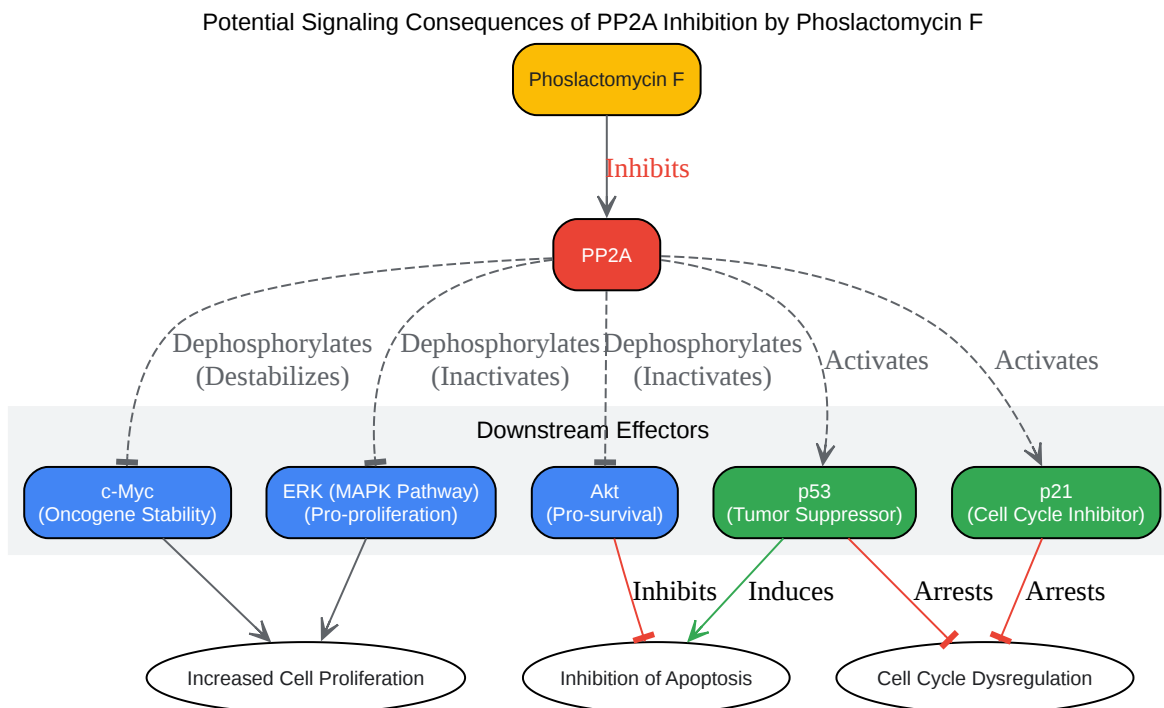 Potential Signaling Consequences of PP2A Inhibition by Phoslactomycin F
Phoslactomycin F
Inhibits
PP2A
Dephosphorylates
(Destabilizes)
Dephosphorylates
(Inactivates)
Dephosphorylates
(Inactivates)
Activates
Activates
Downstream Effectors
c-Myc
(Oncogene Stability)
ERK (MAPK Pathway)
(Pro-proliferation)
Akt
(Pro-survival)
p53
(Tumor Suppressor)
p21
(Cell Cycle Inhibitor)
Inhibits
Induces
Arrests
Arrests
Increased Cell Proliferation
Inhibition of Apoptosis
Cell Cycle Dysregulation